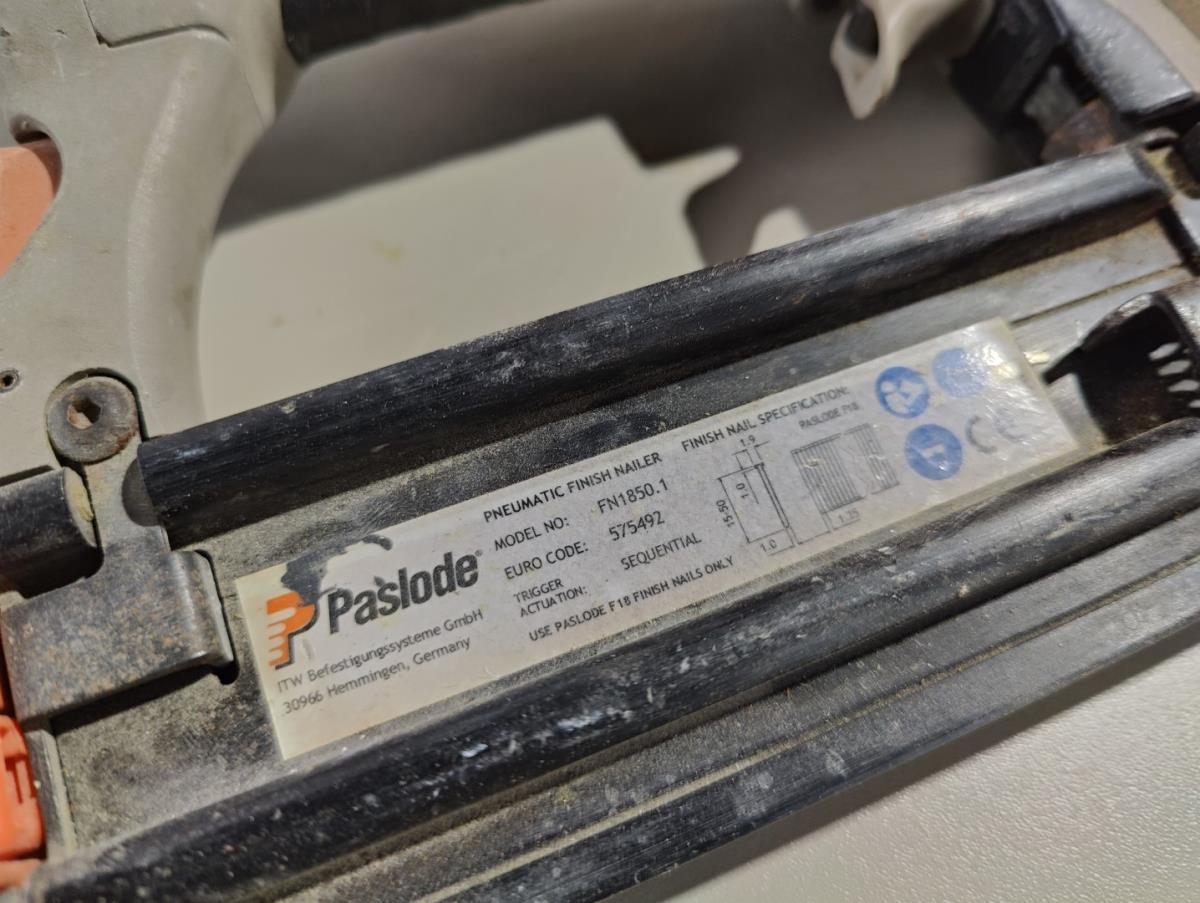 Paslode®
ITW Befestigungssysteme GmbH
30966 Hemmingen, Germany
PNEUMATIC FINISH NAILER
MODEL NO: FN1850.1
EURO CODE: 575492
TRIGGER ACTUATION: SEQUENTIAL
USE PASLODE F18 FINISH NAILS ONLY
FINISH NAIL SPECIFICATION:
PASLODE F18
1.9
1.0
15-50
1.0
1.25
CE